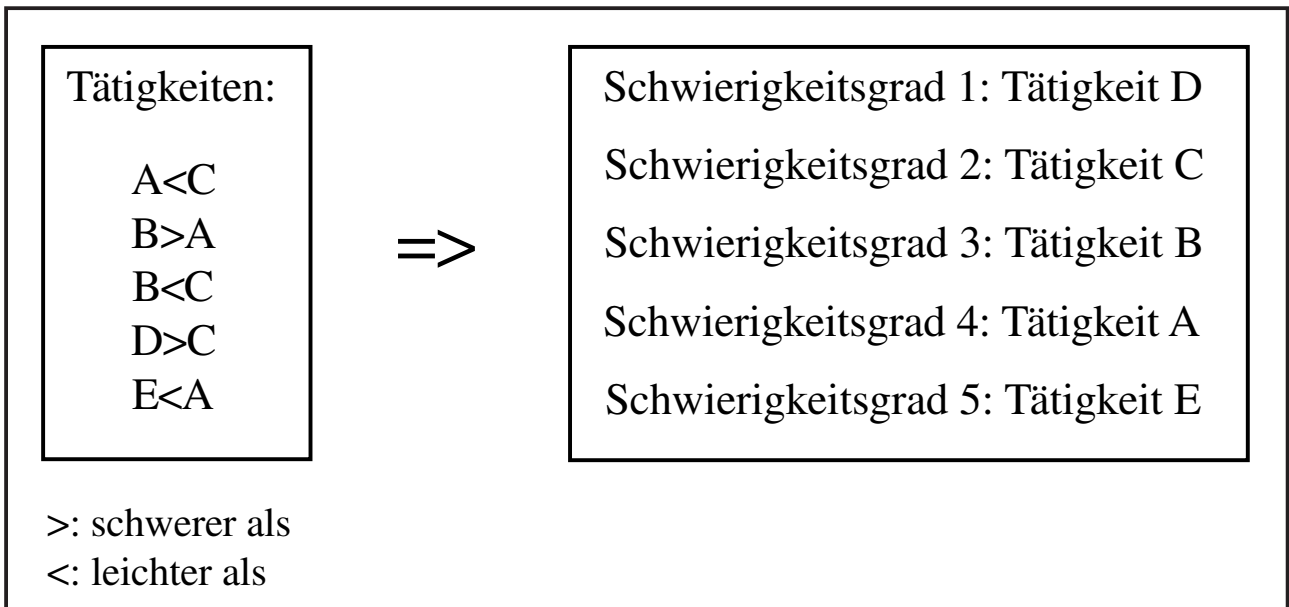 Tätigkeiten:
A<C
B>A
B<C
D>C
E<A
=>
Schwierigkeitsgrad 1: Tätigkeit D
Schwierigkeitsgrad 2: Tätigkeit C
Schwierigkeitsgrad 3: Tätigkeit B
Schwierigkeitsgrad 4: Tätigkeit A
Schwierigkeitsgrad 5: Tätigkeit E
>: schwerer als
<: leichter als